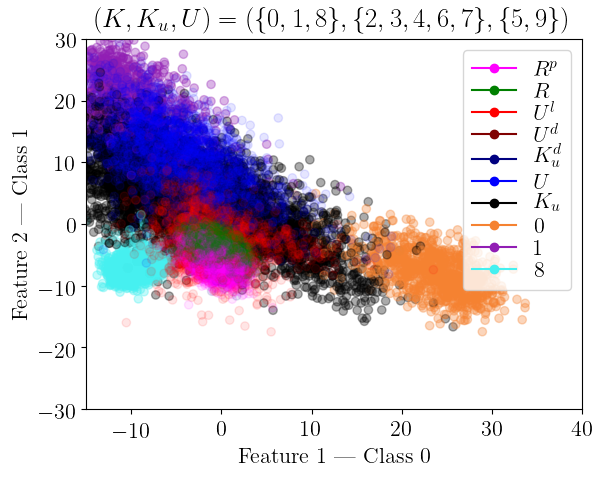 (K, K_u, U) = ({0, 1, 8}, {2, 3, 4, 6, 7}, {5, 9})
30
20
10
0
−10
−20
−30
Feature 2 — Class 1
R^p
R
U^l
U^d
K_u^d
U
K_u
0
1
8
−10
0
10
20
30
40
Feature 1 — Class 0